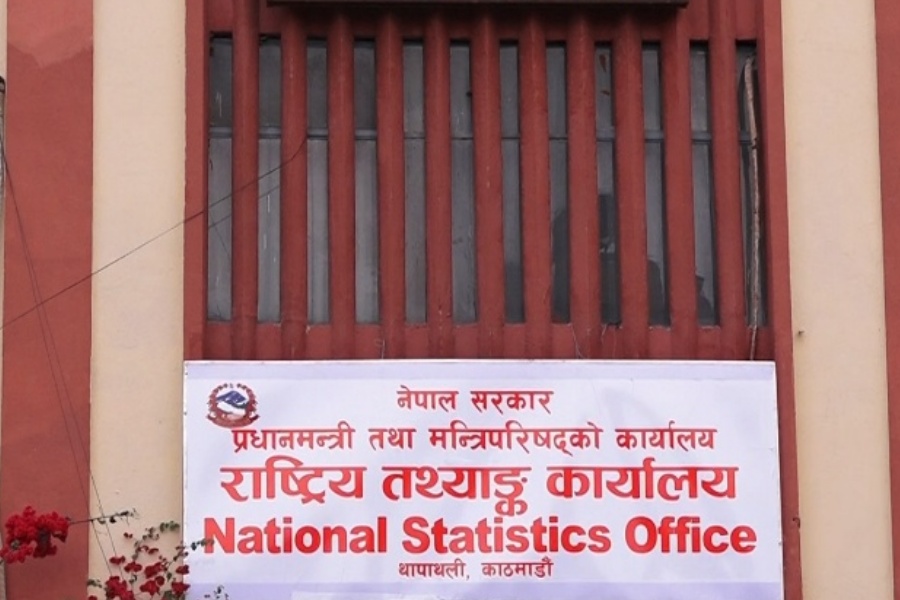 नेपाल सरकार
प्रधानमन्त्री तथा मन्त्रिपरिषद्को कार्यालय
राष्ट्रिय तथ्याङ्क कार्यालय
National Statistics Office
थापाथली, काठमाडौं